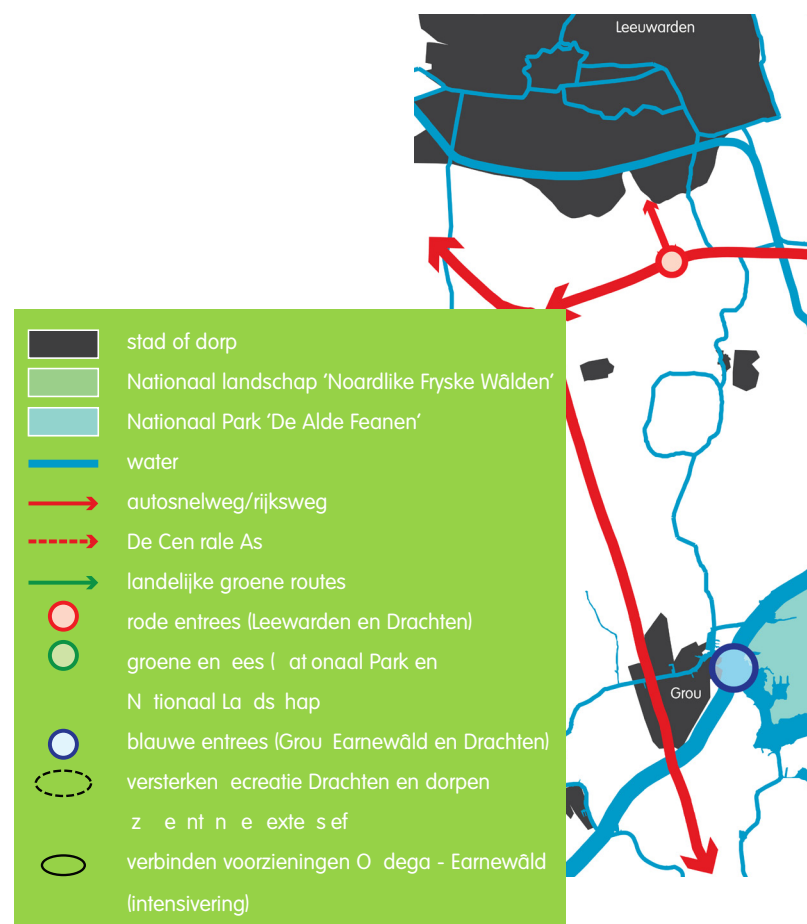 Leeuwarden
stad of dorp
Nationaal landschap ‘Noardlike Fryske Wâlden’
Nationaal Park ‘De Alde Feanen’
water
autosnelweg/rijksweg
De Cen rale As
landelijke groene routes
rode entrees (Leewarden en Drachten)
groene en ees ( at onaal Park en
N tionaal La ds hap
blauwe entrees (Grou Earnewâld en Drachten)
versterken ecreatie Drachten en dorpen
z e nt n e exte s ef
verbinden voorzieningen O dega - Earnewâld
(intensivering)
Grou